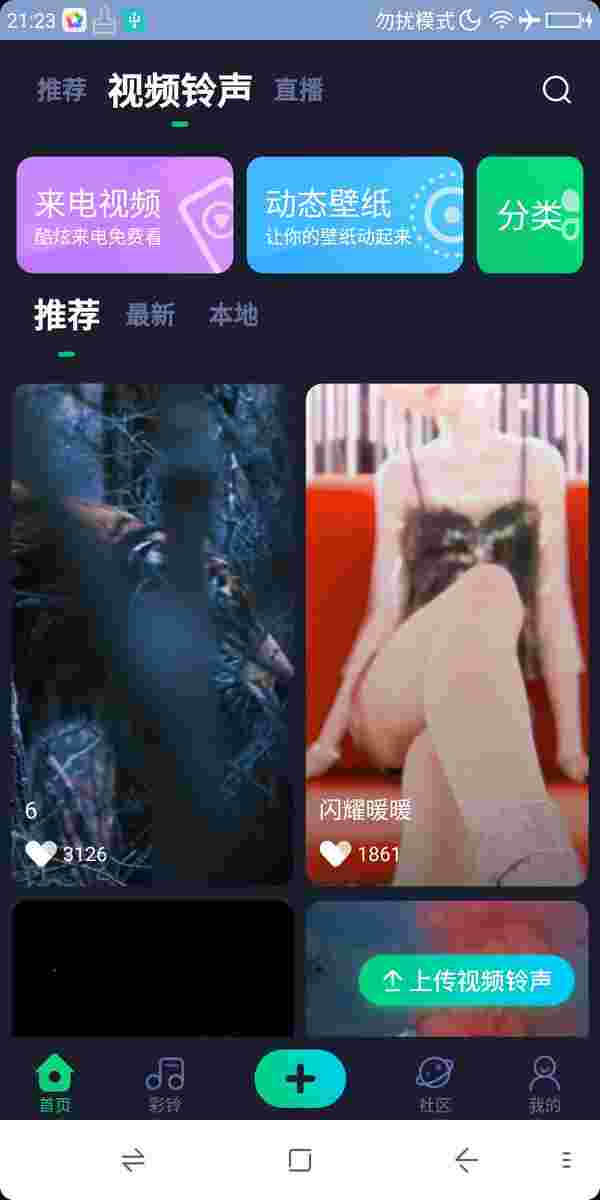 21:23
勿扰模式
推荐 视频铃声 直播
来电视频
酷炫来电免费看
动态壁纸
让你的壁纸动起来
分类
推荐 最新 本地
6
3126
闪耀暖暖
1861
上传视频铃声
首页 彩铃 社区 我的